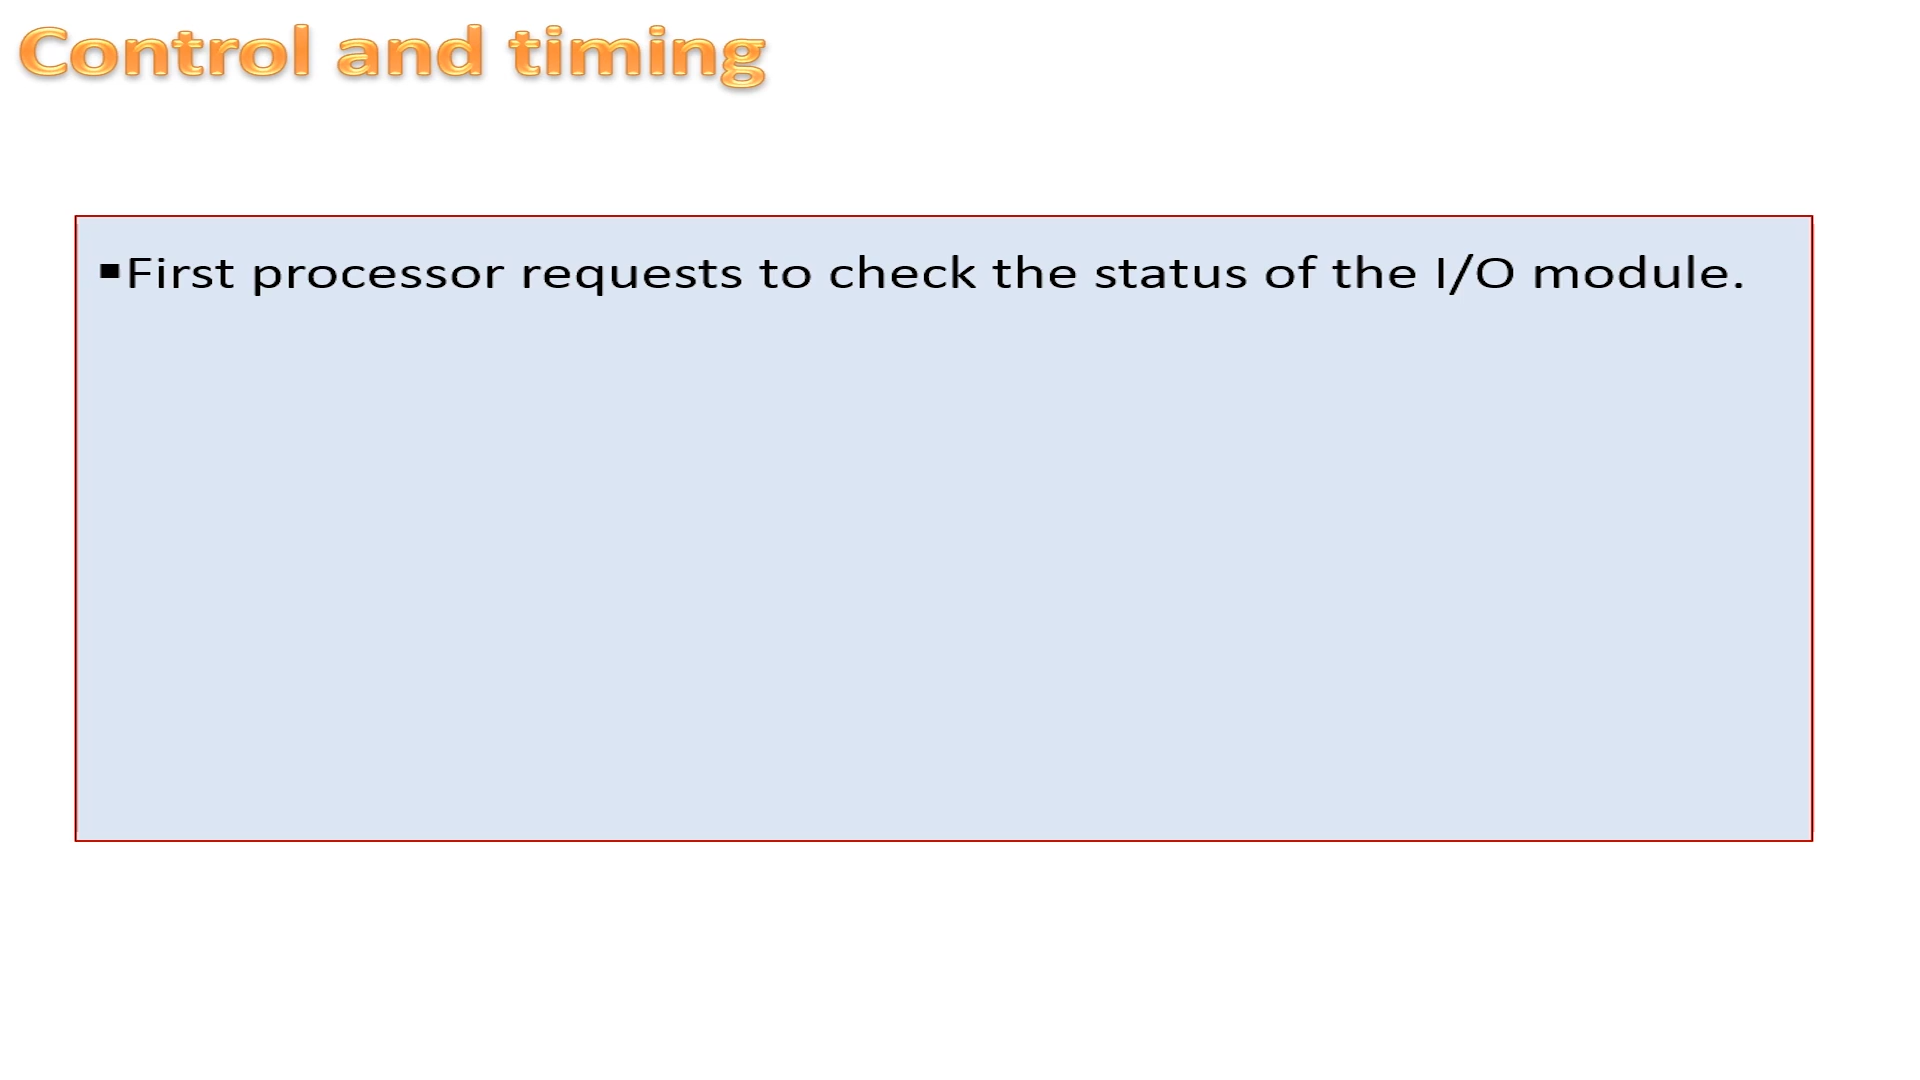 Control and timing
▪First processor requests to check the status of the I/O module.